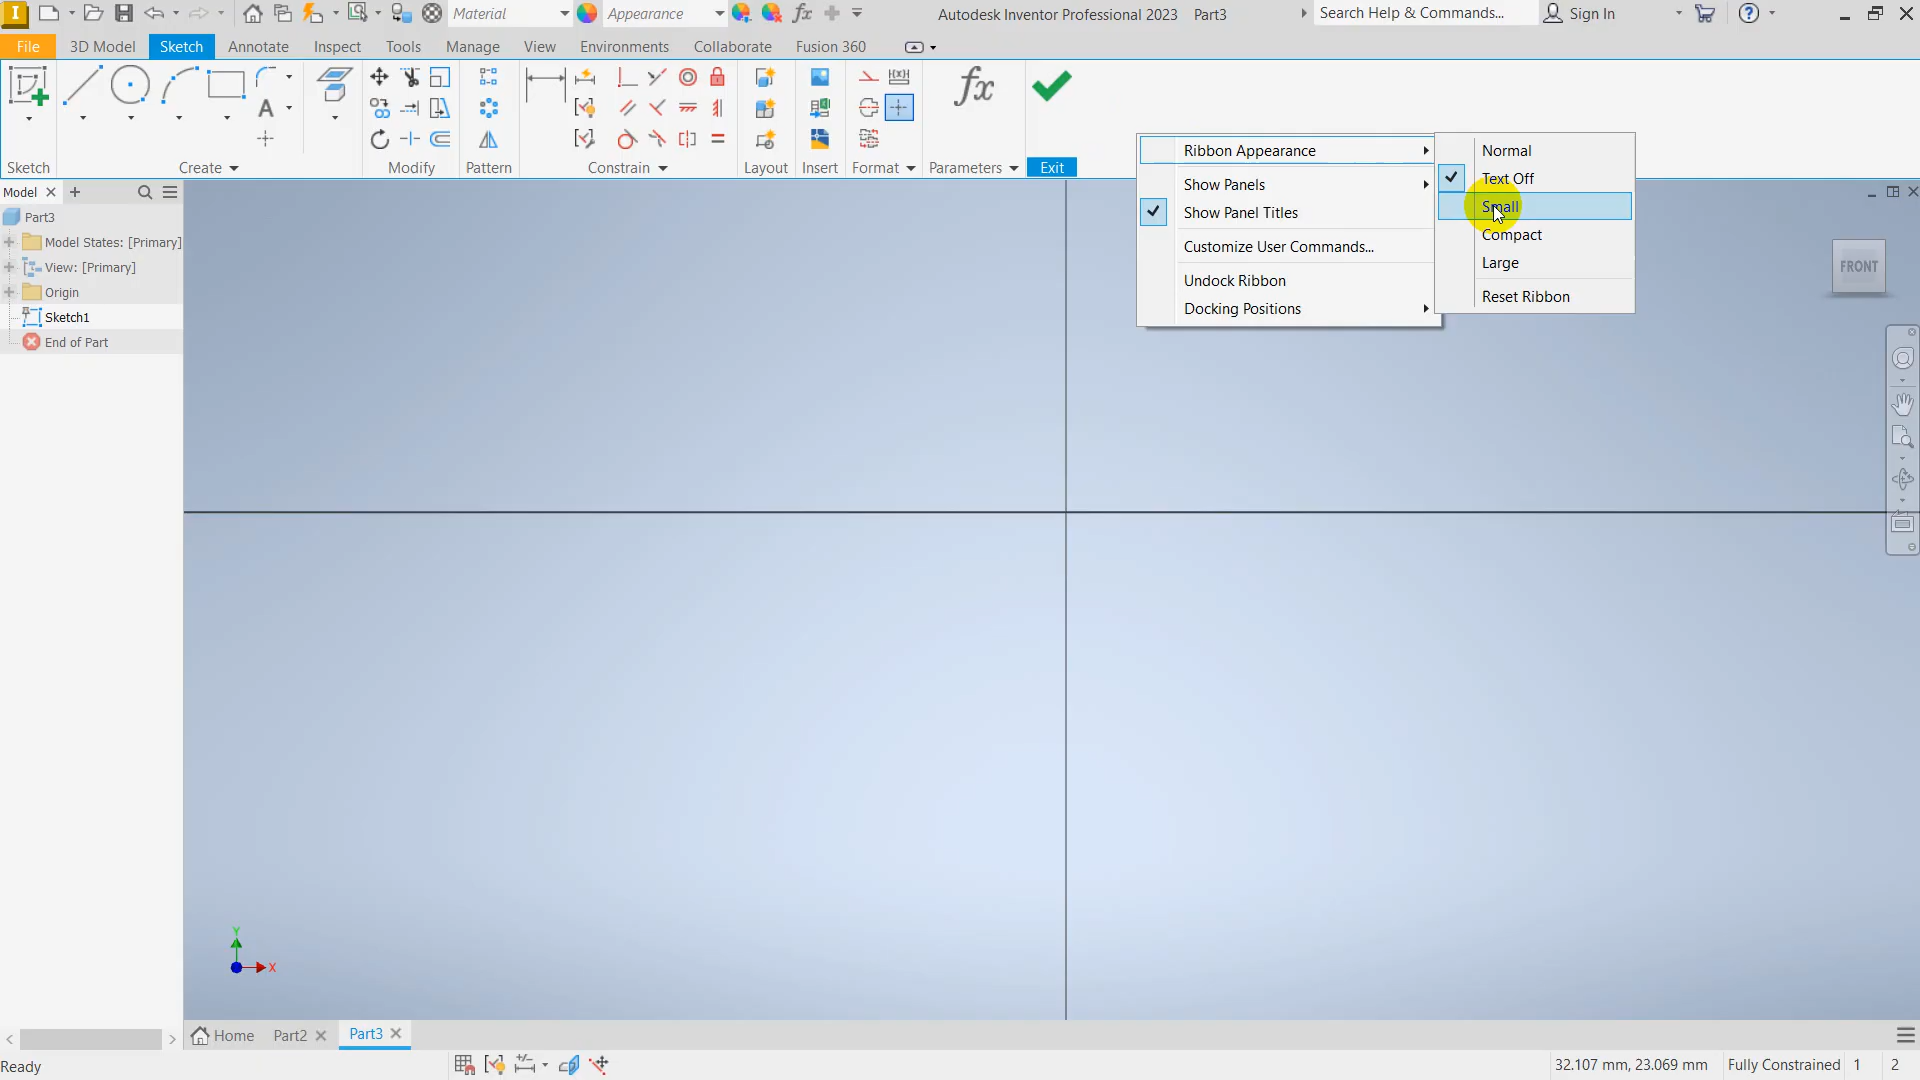 I Material Appearance fx Autodesk Inventor Professional 2023 Part3 Search Help & Commands... Sign In ?
File 3D Model Sketch Annotate Inspect Tools Manage View Environments Collaborate Fusion 360
A fx
Sketch Create Modify Pattern Constrain Layout Insert Format Parameters Exit
Ribbon Appearance
Show Panels
Show Panel Titles
Customize User Commands...
Undock Ribbon
Docking Positions
Normal
Text Off
Small
Compact
Large
Reset Ribbon
Model
Part3
Model States: [Primary]
View: [Primary]
Origin
Sketch1
End of Part
FRONT
Y
X
Home Part2 Part3
Ready 32.107 mm, 23.069 mm Fully Constrained 1 2